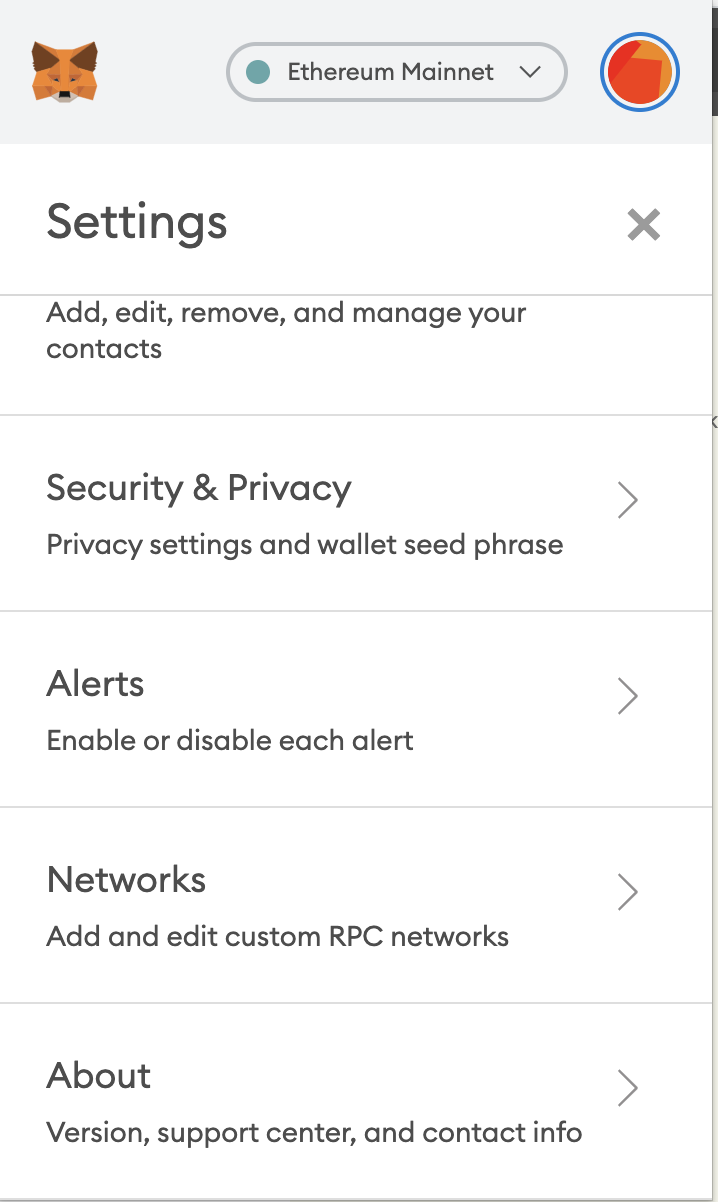 Ethereum Mainnet
Settings
Add, edit, remove, and manage your
contacts
Security & Privacy
Privacy settings and wallet seed phrase
Alerts
Enable or disable each alert
Networks
Add and edit custom RPC networks
About
Version, support center, and contact info